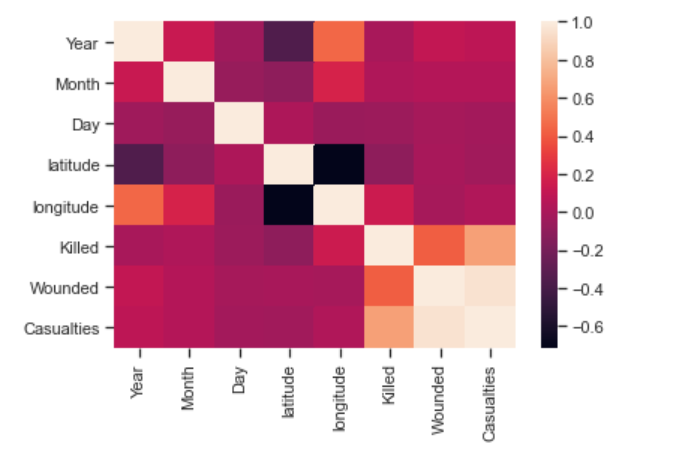 Year
Month
Day
latitude
longitude
Killed
Wounded
Casualties
Year
Month
Day
latitude
longitude
Killed
Wounded
Casualties
1.0
0.8
0.6
0.4
0.2
0.0
−0.2
−0.4
−0.6